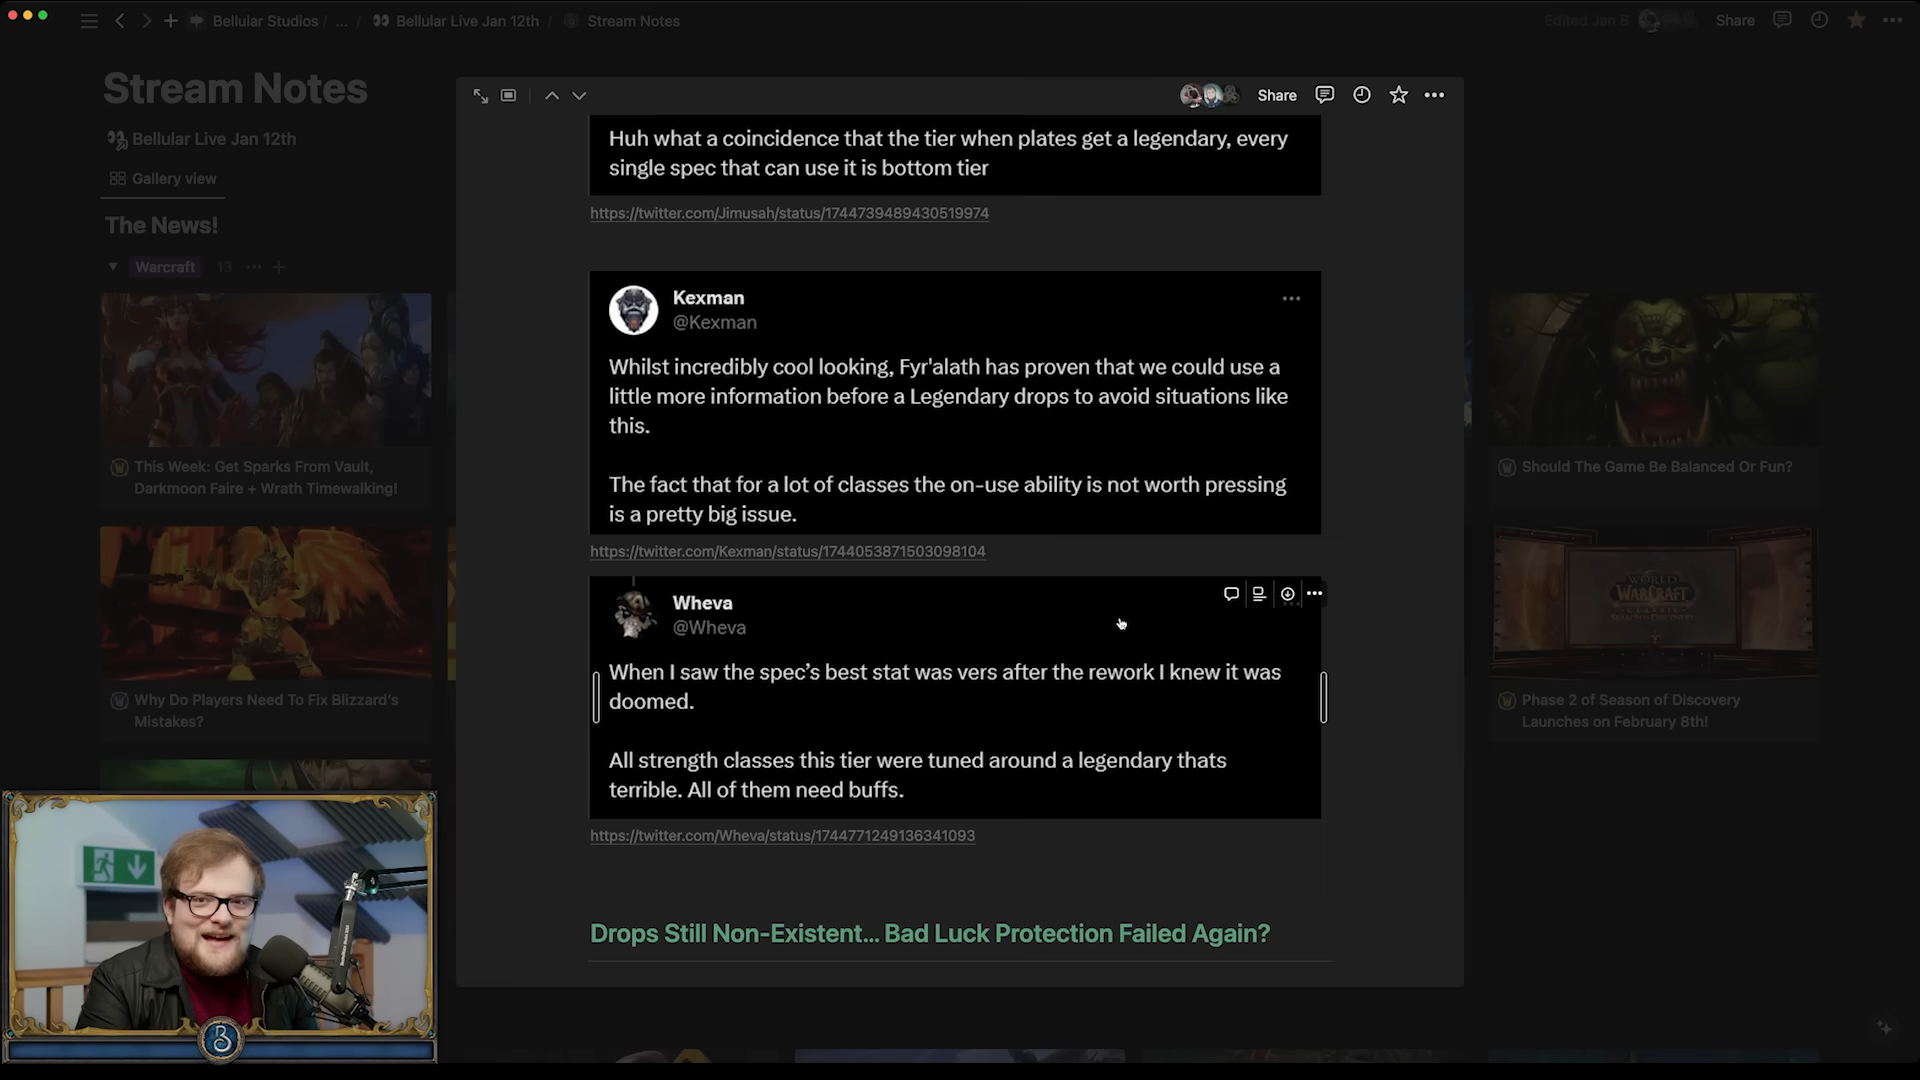 Bellular Studios / ... / Bellular Live Jan 12th / Stream Notes
Edited Jan 8
Share
Stream Notes
Bellular Live Jan 12th
Gallery view
The News!
Warcraft 13
This Week: Get Sparks From Vault,
Darkmoon Faire + Wrath Timewalking!
Why Do Players Need To Fix Blizzard's
Mistakes?
Share
Huh what a coincidence that the tier when plates get a legendary, every
single spec that can use it is bottom tier
https://twitter.com/Jimusah/status/1744739489430519974
Kexman
@Kexman
Whilst incredibly cool looking, Fyr'alath has proven that we could use a
little more information before a Legendary drops to avoid situations like
this.
The fact that for a lot of classes the on-use ability is not worth pressing
is a pretty big issue.
https://twitter.com/Kexman/status/1744053871503098104
Wheva
@Wheva
When I saw the spec’s best stat was vers after the rework I knew it was
doomed.
All strength classes this tier were tuned around a legendary thats
terrible. All of them need buffs.
https://twitter.com/Wheva/status/1744771249136341093
Drops Still Non-Existent... Bad Luck Protection Failed Again?
Should The Game Be Balanced Or Fun?
WORLD
WARCRAFT
CLASSIC
Phase 2 of Season of Discovery
Launches on February 8th!
B